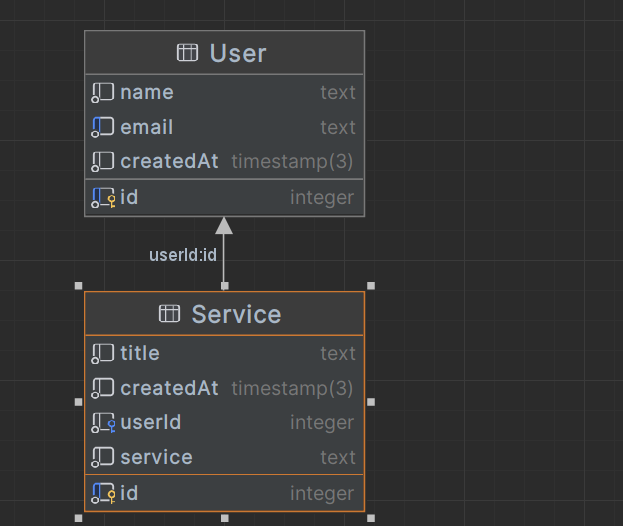 User
name text
email text
createdAt timestamp(3)
id integer
userId:id
Service
title text
createdAt timestamp(3)
userId integer
service text
id integer